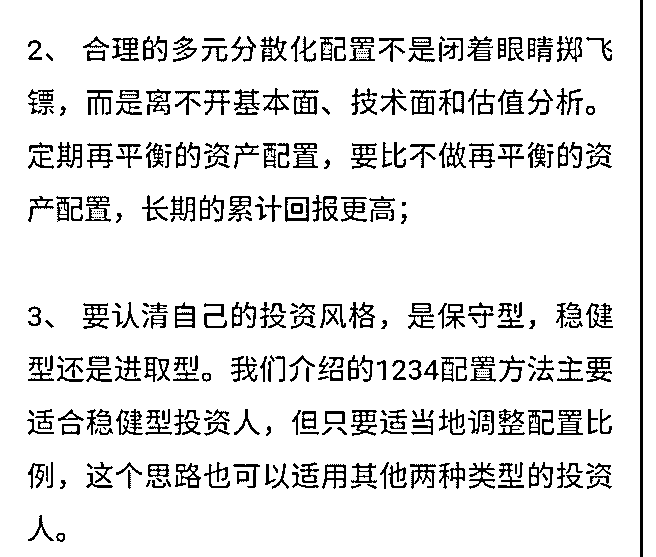 2、 合理的多元分散化配置不是闭着眼睛掷飞
镖，而是离不开基本面、技术面和估值分析。
定期再平衡的资产配置，要比不做再平衡的资
产配置，长期的累计回报更高；
3、 要认清自己的投资风格，是保守型，稳健
型还是进取型。我们介绍的1234配置方法主要
适合稳健型投资人，但只要适当地调整配置比
例，这个思路也可以适用其他两种类型的投资
人。